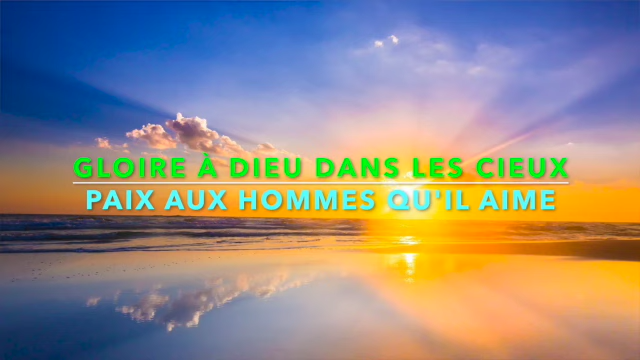 GLOIRE À DIEU DANS LES CIEUX
PAIX AUX HOMMES QU'IL AIME